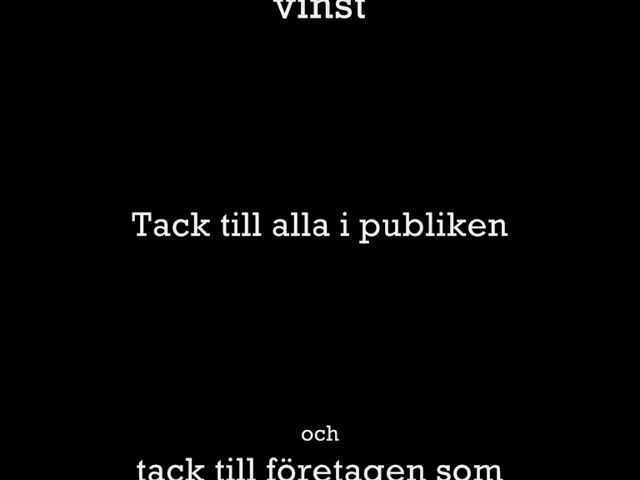 vinst
Tack till alla i publiken
och
tack till företagen som